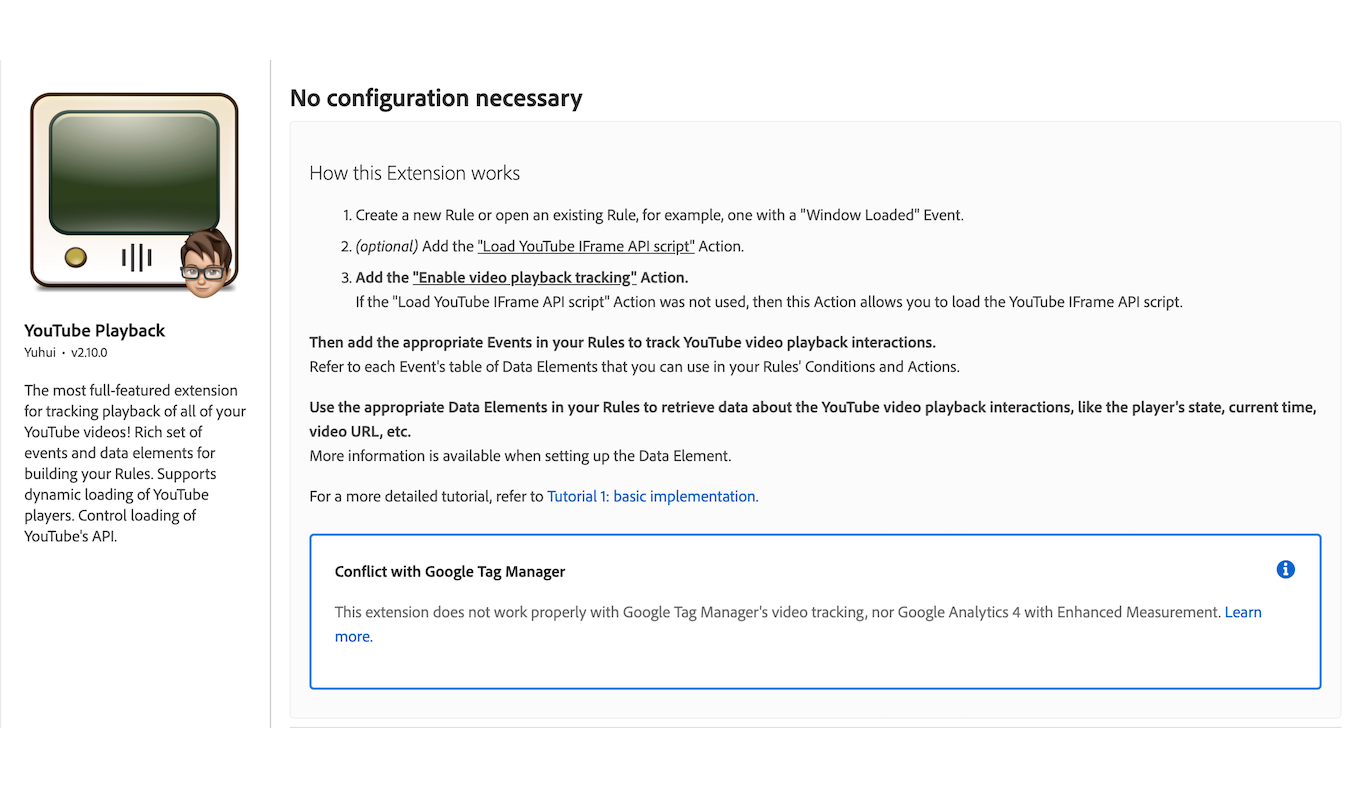 No configuration necessary
How this Extension works
1. Create a new Rule or open an existing Rule, for example, one with a "Window Loaded" Event.
2. (optional) Add the "Load YouTube IFrame API script" Action.
3. Add the "Enable video playback tracking" Action.
If the "Load YouTube IFrame API script" Action was not used, then this Action allows you to load the YouTube IFrame API script.
Then add the appropriate Events in your Rules to track YouTube video playback interactions.
Refer to each Event's table of Data Elements that you can use in your Rules' Conditions and Actions.
Use the appropriate Data Elements in your Rules to retrieve data about the YouTube video playback interactions, like the player's state, current time,
video URL, etc.
More information is available when setting up the Data Element.
For a more detailed tutorial, refer to Tutorial 1: basic implementation.
Conflict with Google Tag Manager
This extension does not work properly with Google Tag Manager's video tracking, nor Google Analytics 4 with Enhanced Measurement. Learn
more.
YouTube Playback
Yuhui • v2.10.0
The most full-featured extension
for tracking playback of all of your
YouTube videos! Rich set of
events and data elements for
building your Rules. Supports
dynamic loading of YouTube
players. Control loading of
YouTube's API.